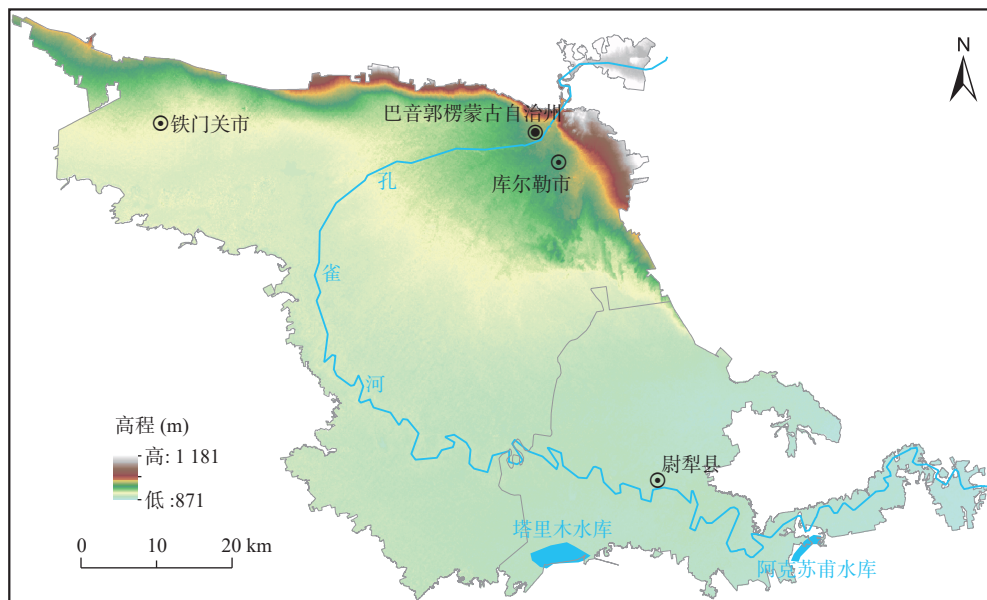 N
巴音郭楞蒙古自治州
铁门关市
库尔勒市
孔
雀
河
高程 (m)
高: 1 181
低 :871
尉犁县
塔里木水库
阿克苏甫水库
0 10 20 km